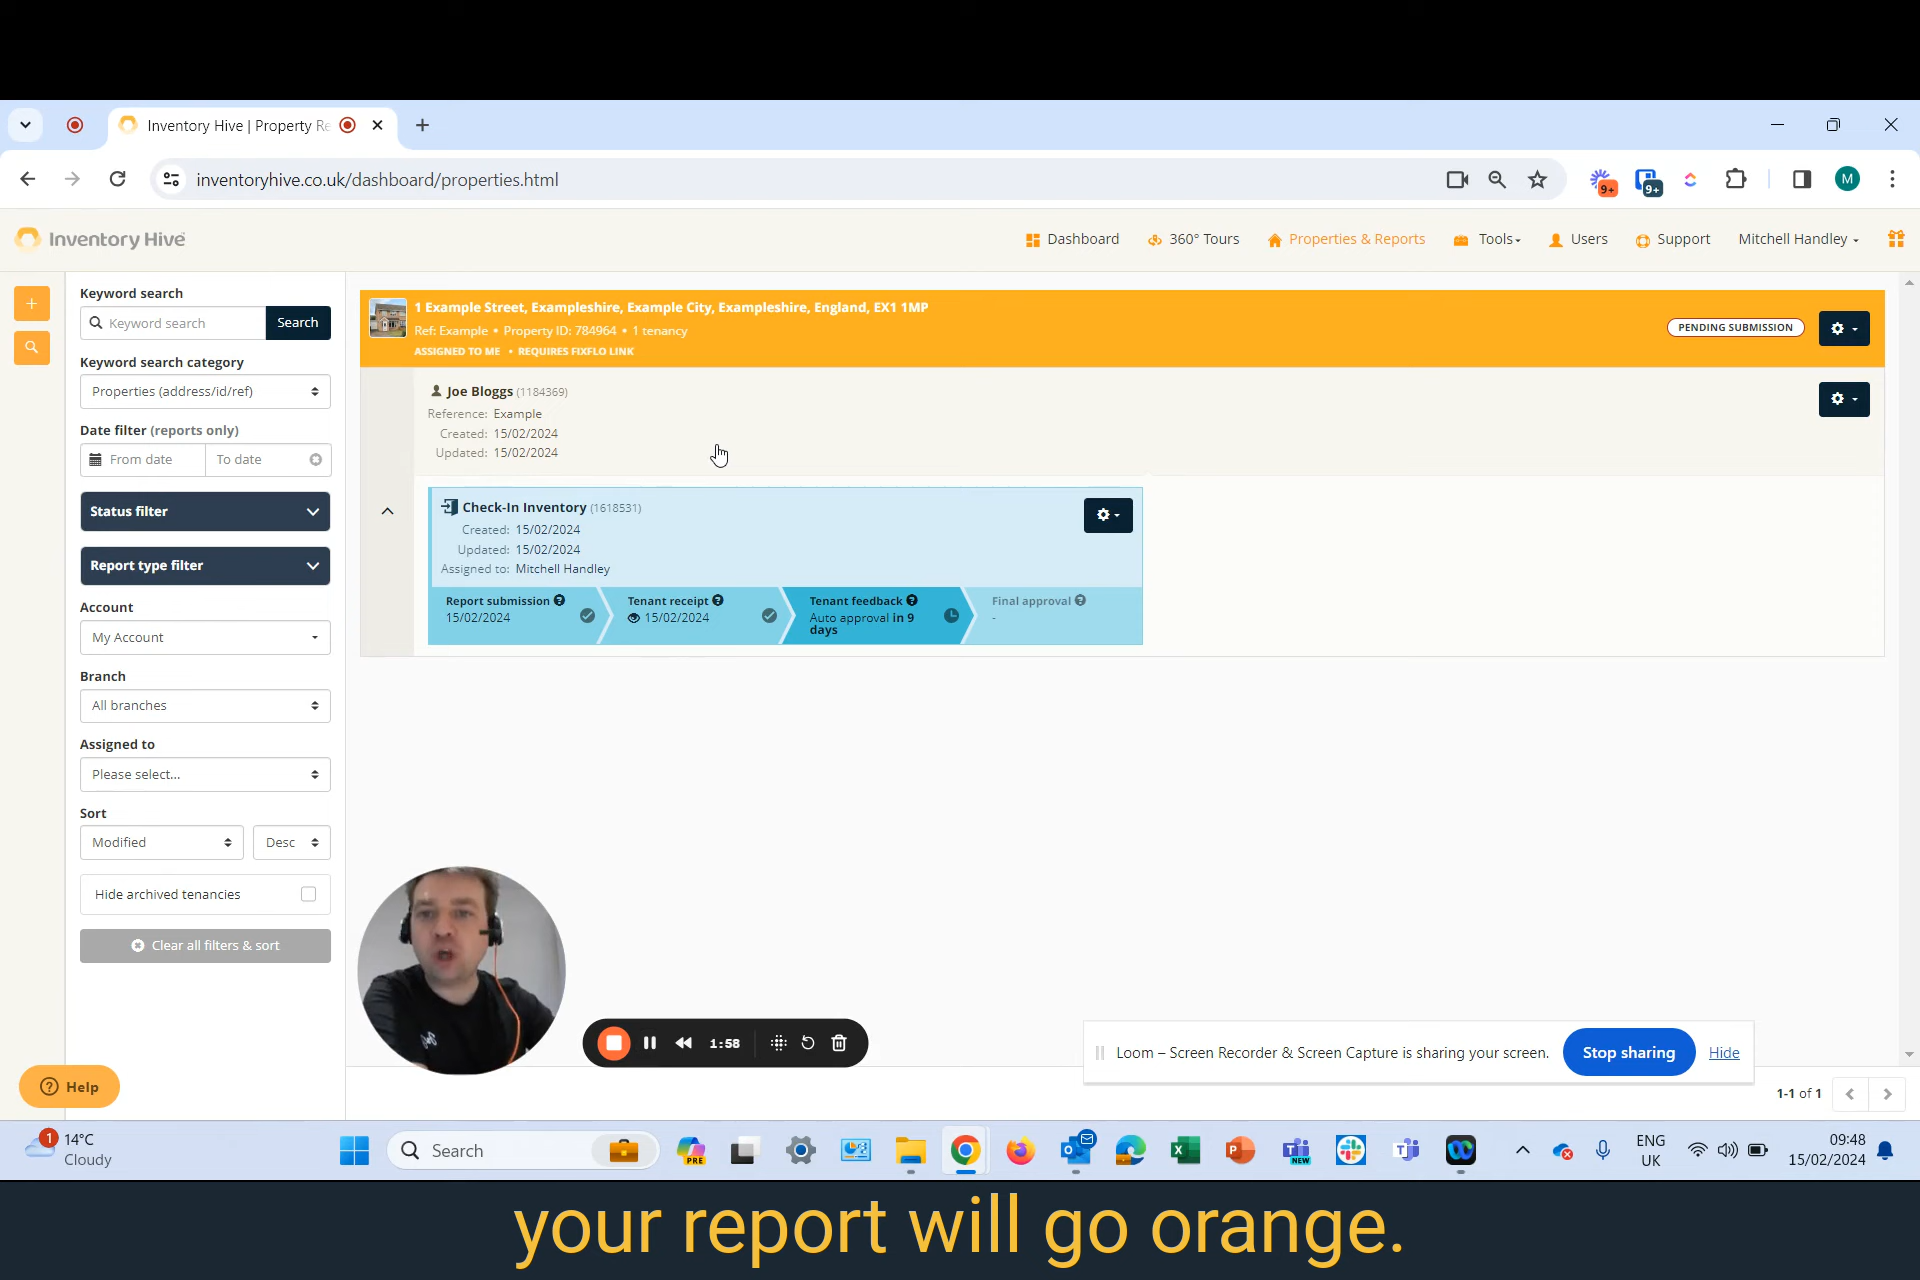 Inventory Hive | Property Re
inventoryhive.co.uk/dashboard/properties.html
9+
9+
M
Inventory Hive
Dashboard
360° Tours
Properties & Reports
Tools
Users
Support
Mitchell Handley
Keyword search
Keyword search
Search
Keyword search category
Properties (address/id/ref)
Date filter (reports only)
From date
To date
Status filter
Report type filter
Account
My Account
Branch
All branches
Assigned to
Please select...
Sort
Modified
Desc
Hide archived tenancies
Clear all filters & sort
Help
1 Example Street, Exampleshire, Example City, Exampleshire, England, EX1 1MP
Ref: Example • Property ID: 784964 • 1 tenancy
ASSIGNED TO ME • REQUIRES FIXFLO LINK
PENDING SUBMISSION
Joe Bloggs (1184369)
Reference: Example
Created: 15/02/2024
Updated: 15/02/2024
Check-In Inventory (1618531)
Created: 15/02/2024
Updated: 15/02/2024
Assigned to: Mitchell Handley
Report submission
15/02/2024
Tenant receipt
15/02/2024
Tenant feedback
Auto approval in 9
days
Final approval
-
1:58
Loom – Screen Recorder & Screen Capture is sharing your screen.
Stop sharing
Hide
1-1 of 1
1
14°C
Cloudy
Search
PRE
NEW
ENG
UK
09:48
15/02/2024
your report will go orange.